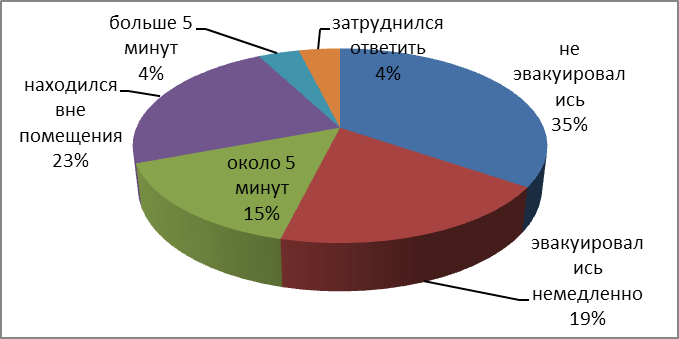 больше 5
минут
4%
затруднился
ответить
4%
не
эвакуировал
ись
35%
находился
вне
помещения
23%
около 5
минут
15%
эвакуировал
ись
немедленно
19%